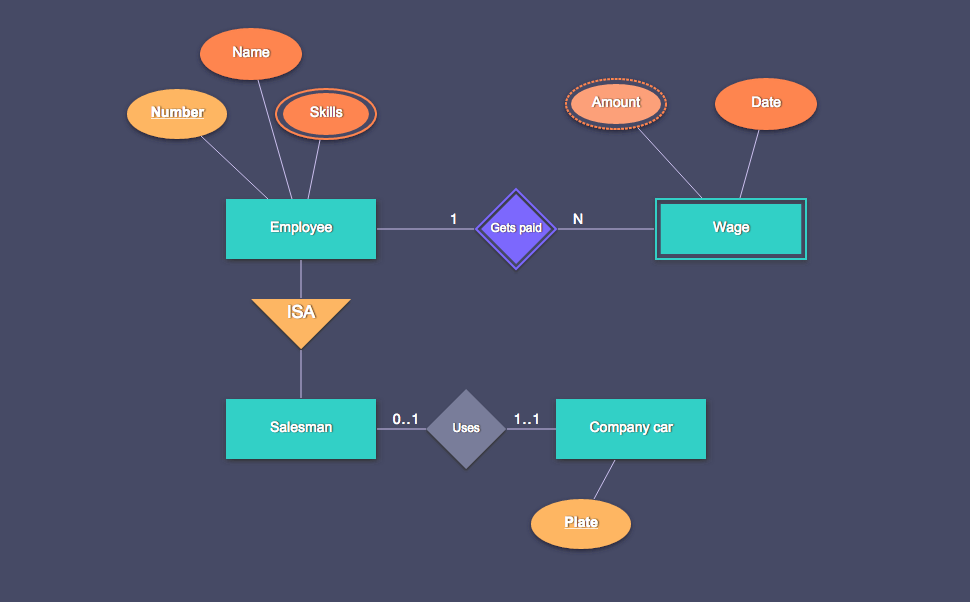 Name
Number
Skills
Amount
Date
Employee
1
Gets paid
N
Wage
ISA
Salesman
0..1
Uses
1..1
Company car
Plate